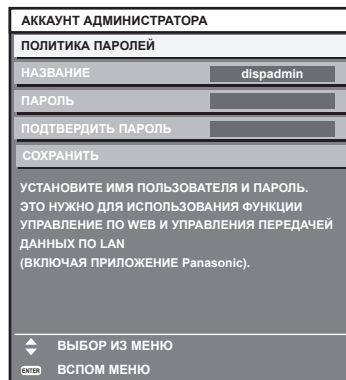 АККАУНТ АДМИНИСТРАТОРА
ПОЛИТИКА ПАРОЛЕЙ
НАЗВАНИЕ dispadmin
ПАРОЛЬ
ПОДТВЕРДИТЬ ПАРОЛЬ
СОХРАНИТЬ
УСТАНОВИТЕ ИМЯ ПОЛЬЗОВАТЕЛЯ И ПАРОЛЬ.
ЭТО НУЖНО ДЛЯ ИСПОЛЬЗОВАНИЯ ФУНКЦИИ
УПРАВЛЕНИЕ ПО WEB И УПРАВЛЕНИЯ ПЕРЕДАЧЕЙ
ДАННЫХ ПО LAN
(ВКЛЮЧАЯ ПРИЛОЖЕНИЕ Panasonic).
ВЫБОР ИЗ МЕНЮ
ENTER ВСПОМ МЕНЮ